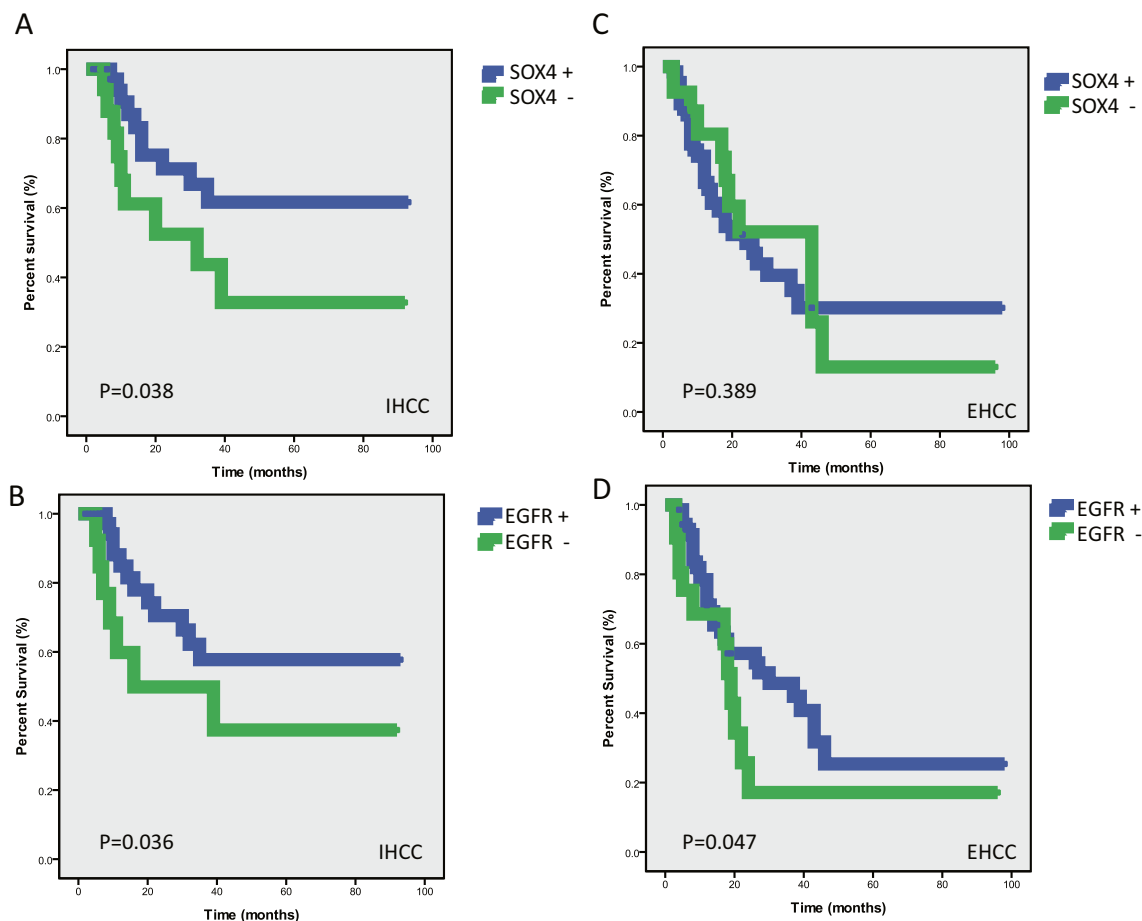 A
SOX4 +
SOX4 -
1.0
0.8
0.6
0.4
0.2
0.0
Percent survival (%)
P=0.038
IHCC
0 20 40 60 80 100
Time (months)
C
SOX4 +
SOX4 -
1.0
0.8
0.6
0.4
0.2
0.0
Percent survival (%)
P=0.389
EHCC
0 20 40 60 80 100
Time (months)
B
EGFR +
EGFR -
1.0
0.8
0.6
0.4
0.2
0.0
Percent Survival (%)
P=0.036
IHCC
0 20 40 60 80 100
Time (months)
D
EGFR +
EGFR -
1.0
0.8
0.6
0.4
0.2
0.0
Percent Survival (%)
P=0.047
EHCC
0 20 40 60 80 100
Time (months)